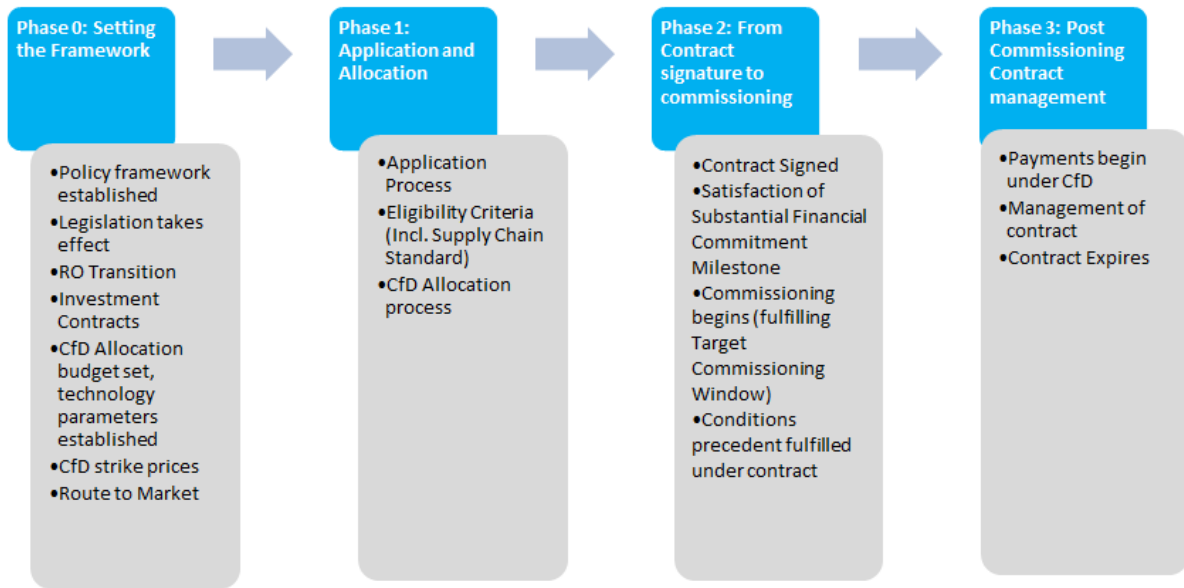 Phase 0: Setting
the Framework
•Policy framework
established
•Legislation takes
effect
•RO Transition
•Investment
Contracts
•CfD Allocation
budget set,
technology
parameters
established
•CfD strike prices
•Route to Market
Phase 1:
Application and
Allocation
•Application
Process
•Eligibility Criteria
(Incl. Supply Chain
Standard)
•CfD Allocation
process
Phase 2: From
Contract
signature to
commissioning
•Contract Signed
•Satisfaction of
Substantial Financial
Commitment
Milestone
•Commissioning
begins (fulfilling
Target
Commissioning
Window)
•Conditions
precedent fulfilled
under contract
Phase 3: Post
Commissioning
Contract
management
•Payments begin
under CfD
•Management of
contract
•Contract Expires